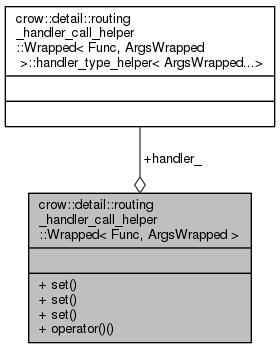 crow::detail::routing
_handler_call_helper
::Wrapped< Func, ArgsWrapped
>::handler_type_helper< ArgsWrapped...>
+handler_
crow::detail::routing
_handler_call_helper
::Wrapped< Func, ArgsWrapped >
+ set()
+ set()
+ set()
+ operator()()